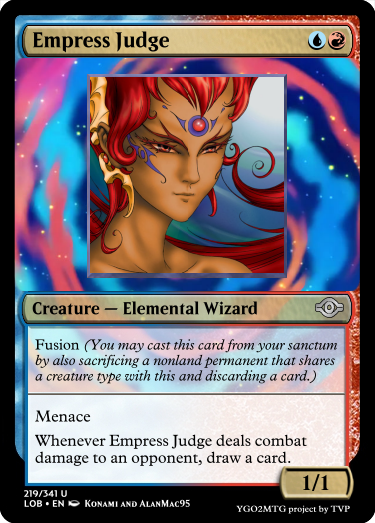 Empress Judge
Creature — Elemental Wizard
Fusion (You may cast this card from your sanctum
by also sacrificing a nonland permanent that shares
a creature type with this and discarding a card.)
Menace
Whenever Empress Judge deals combat
damage to an opponent, draw a card.
1/1
219/341 U
LOB • EN Konami and AlanMac95
YGO2MTG project by TVP